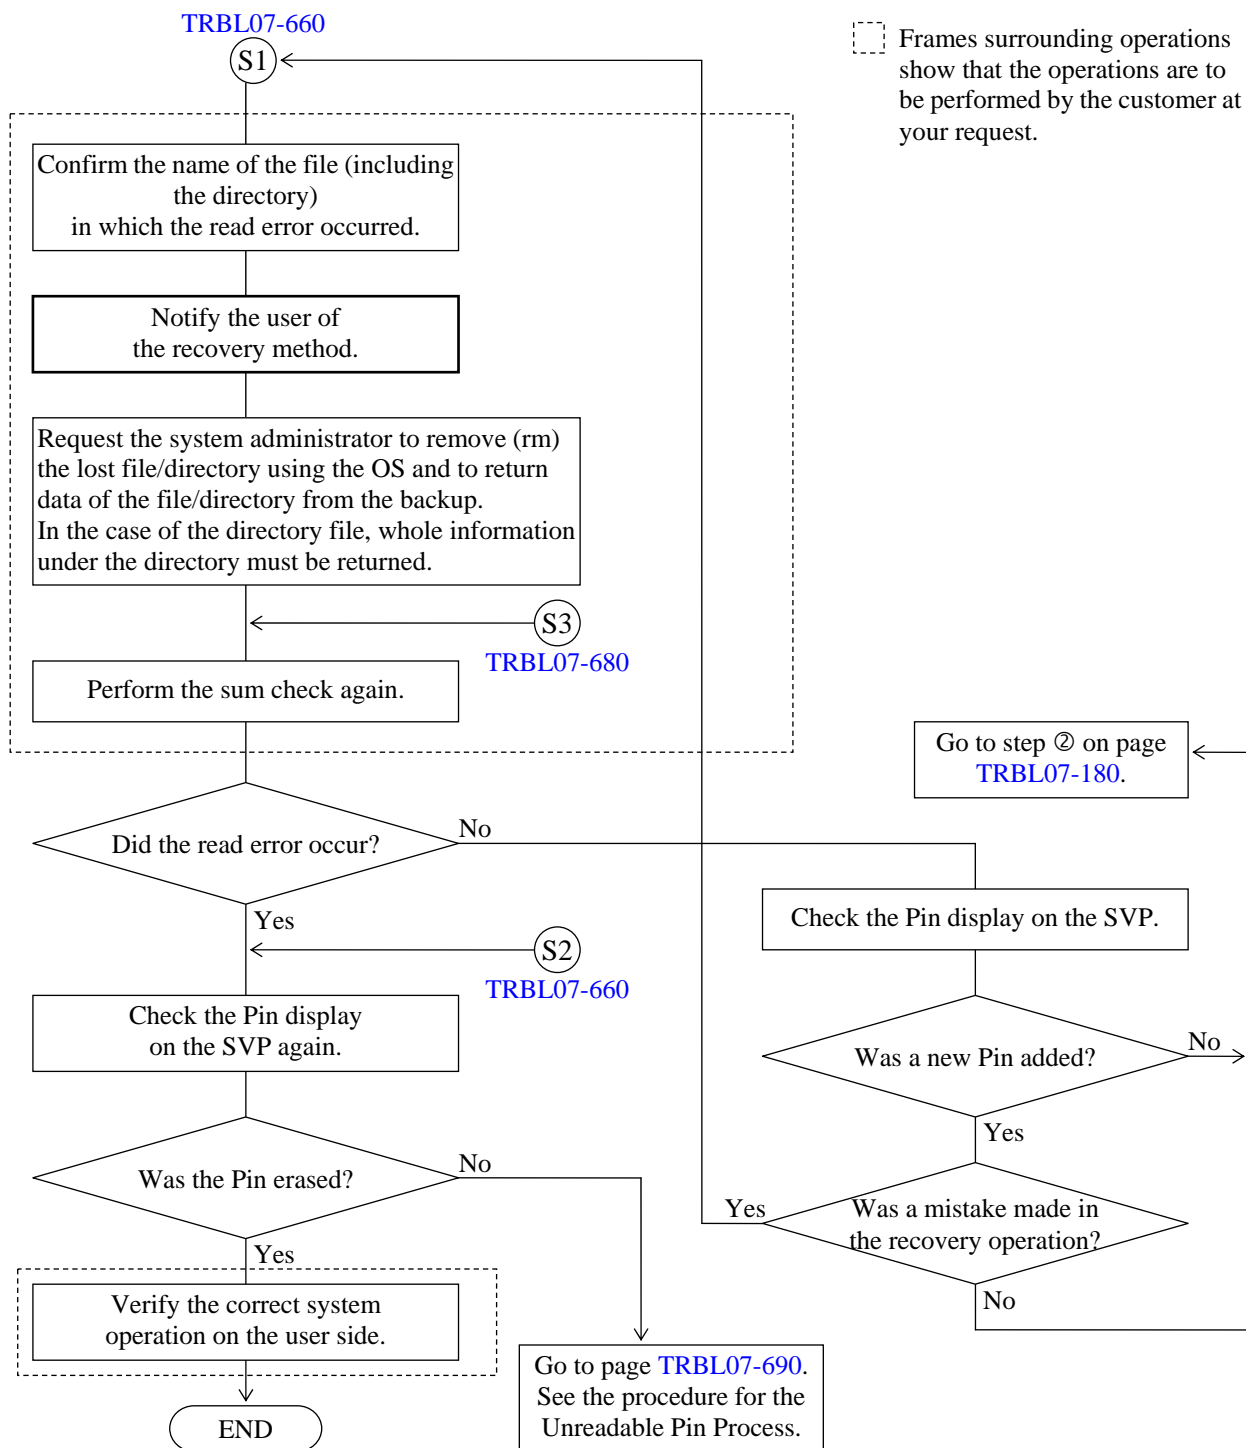 TRBL07-660
S1
Frames surrounding operations
show that the operations are to
be performed by the customer at
your request.
Confirm the name of the file (including
the directory)
in which the read error occurred.
Notify the user of
the recovery method.
Request the system administrator to remove (rm)
the lost file/directory using the OS and to return
data of the file/directory from the backup.
In the case of the directory file, whole information
under the directory must be returned.
S3
TRBL07-680
Perform the sum check again.
Go to step ② on page
TRBL07-180.
Did the read error occur?
No
Yes
Check the Pin display on the SVP.
S2
TRBL07-660
Check the Pin display
on the SVP again.
Was a new Pin added?
No
Yes
Was the Pin erased?
No
Yes
Was a mistake made in
the recovery operation?
Yes
No
Verify the correct system
operation on the user side.
Go to page TRBL07-690.
See the procedure for the
Unreadable Pin Process.
END